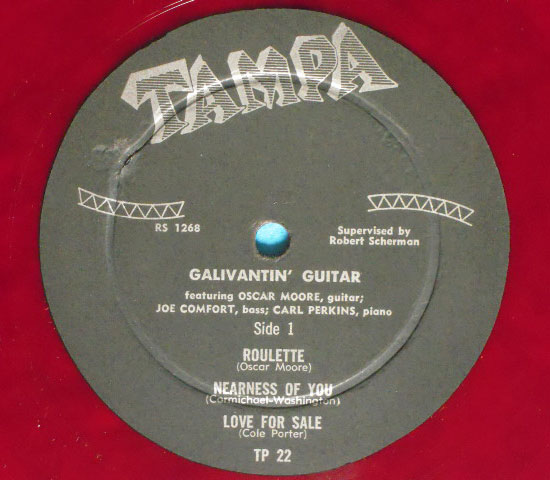 TAMPA
RS 1268
Supervised by
Robert Scherman
GALIVANTIN' GUITAR
featuring OSCAR MOORE, guitar;
JOE COMFORT, bass; CARL PERKINS, piano
Side 1
ROULETTE
(Oscar Moore)
NEARNESS OF YOU
(Carmichael-Washington)
LOVE FOR SALE
(Cole Porter)
TP 22